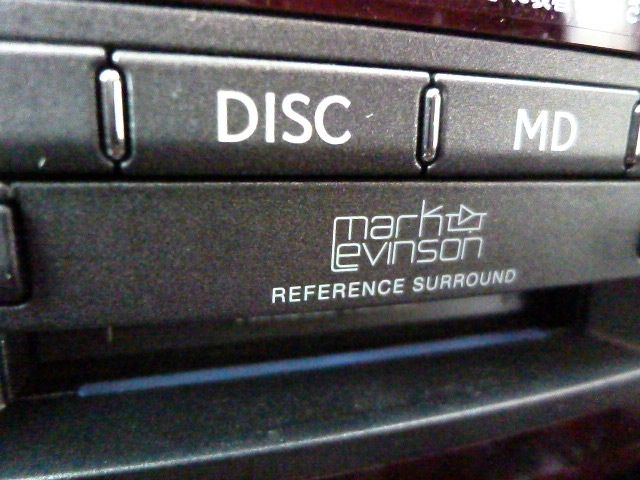 DISC
MD
mark
Levinson
REFERENCE SURROUND